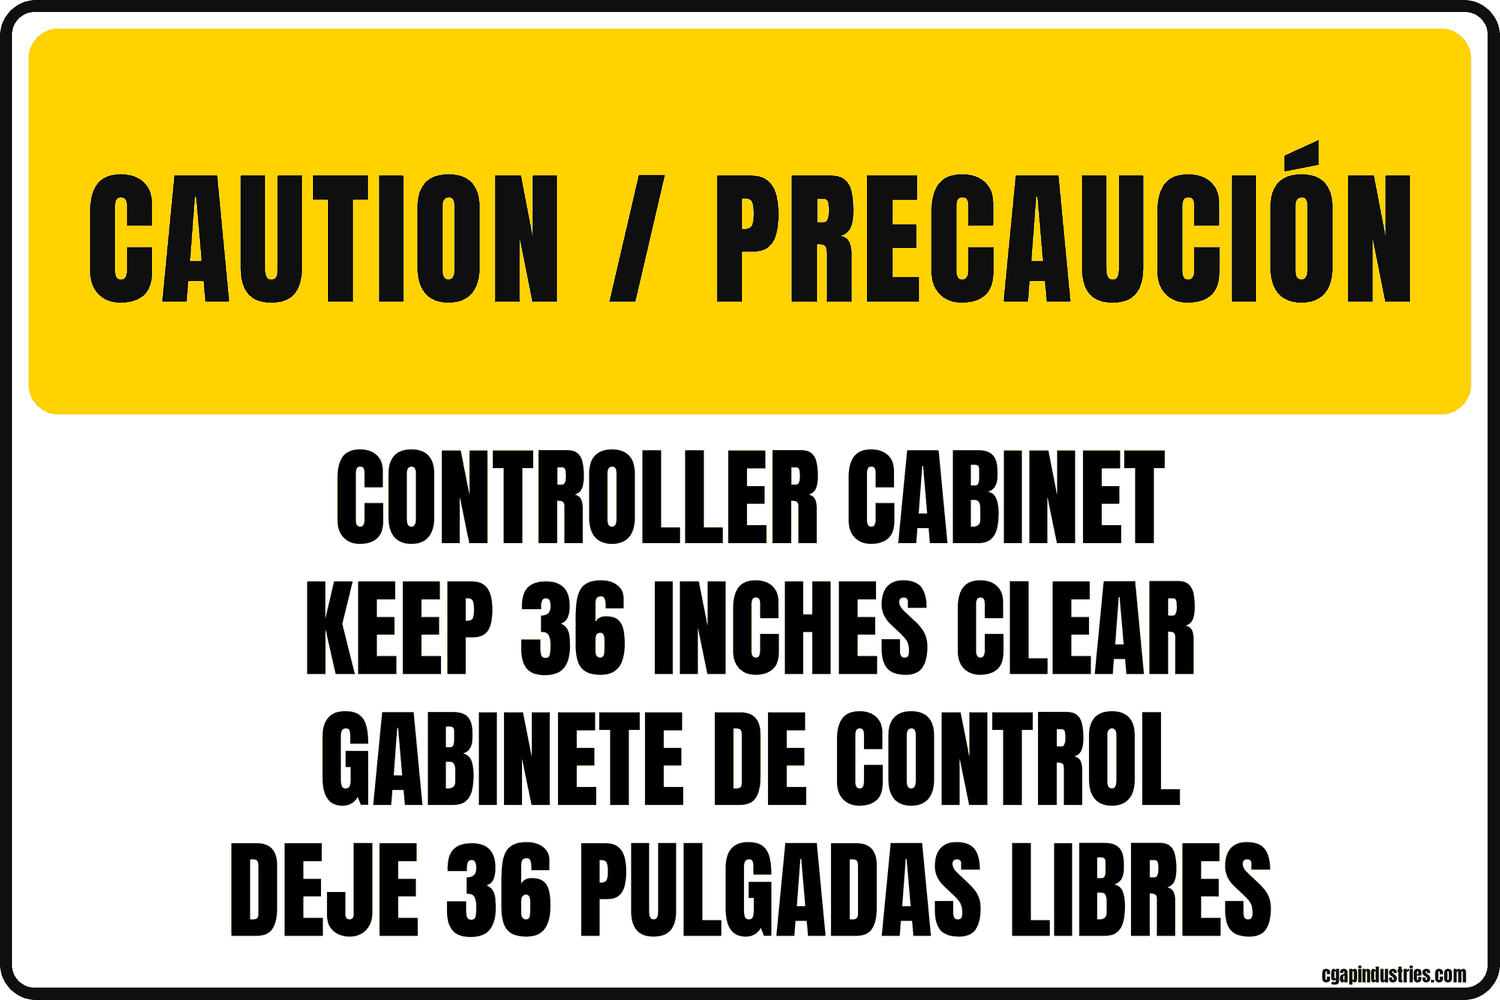 CAUTION / PRECAUCIÓN
CONTROLLER CABINET
KEEP 36 INCHES CLEAR
GABINETE DE CONTROL
DEJE 36 PULGADAS LIBRES
cgapindustries.com